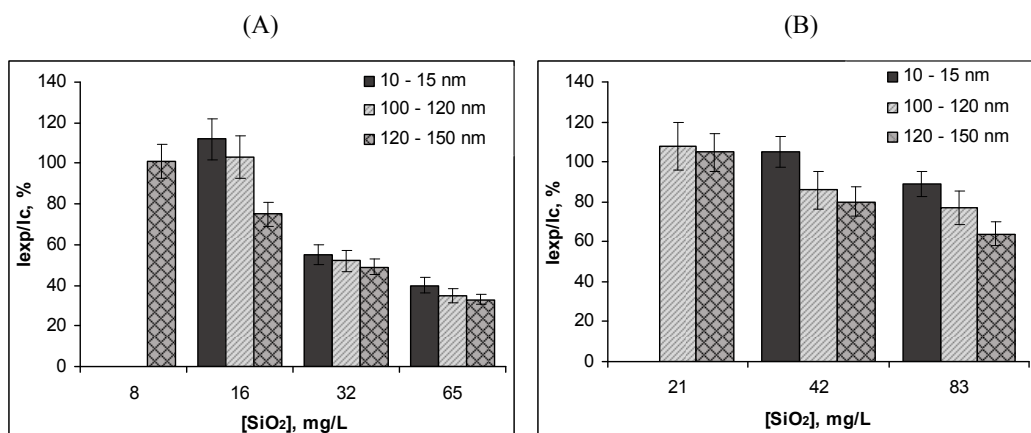 (A)
(B)
140
120
100
80
60
40
20
0
Iexp/Ic, %
10 - 15 nm
100 - 120 nm
120 - 150 nm
8 16 32 65
[SiO₂], mg/L
140
120
100
80
60
40
20
0
Iexp/Ic, %
10 - 15 nm
100 - 120 nm
120 - 150 nm
21 42 83
[SiO₂], mg/L